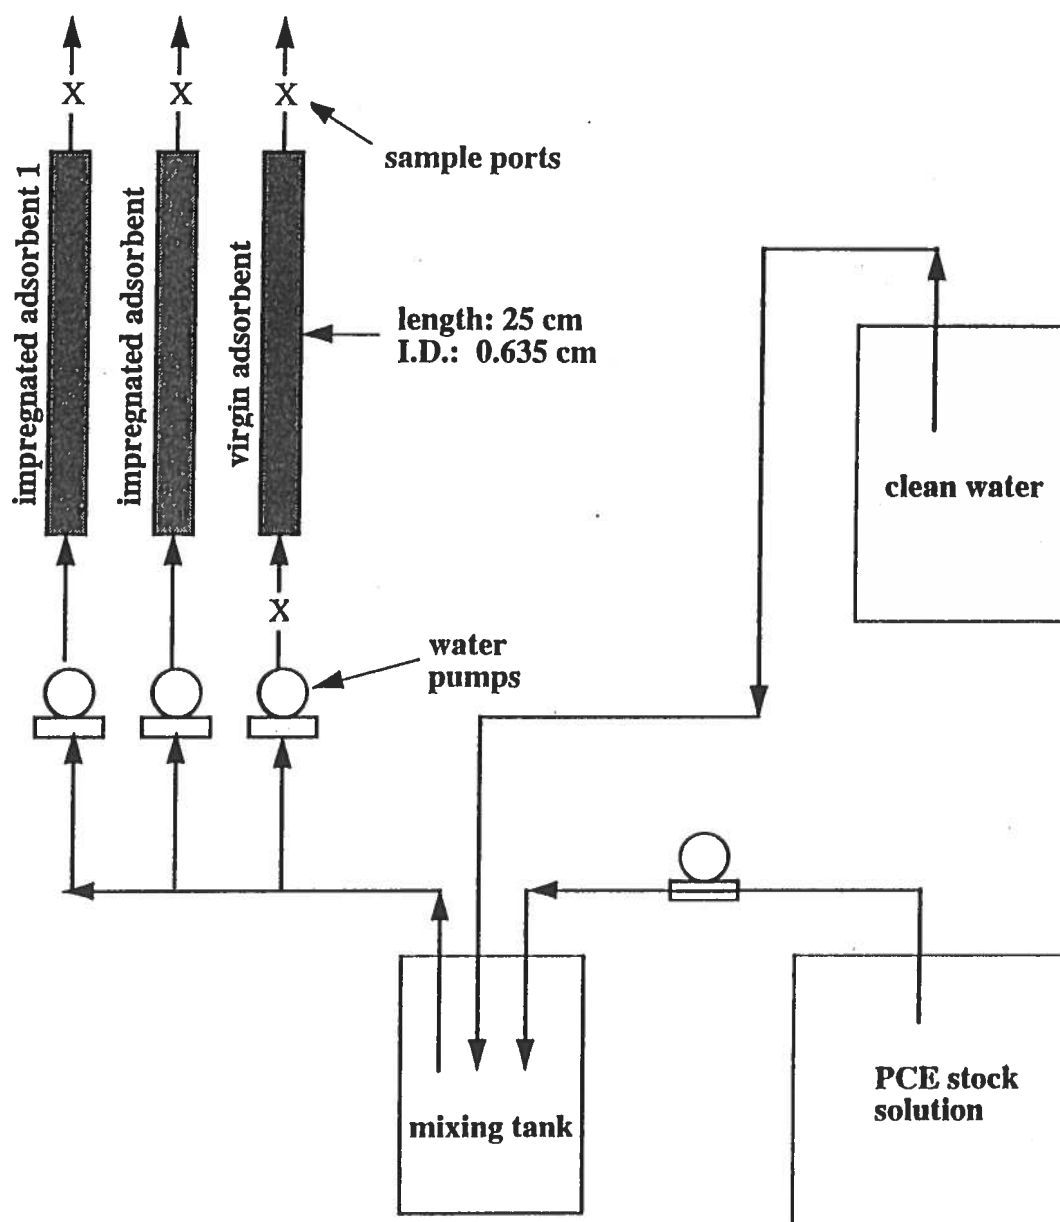 X
X
X
sample ports
impregnated adsorbent 1
impregnated adsorbent
virgin adsorbent
length: 25 cm
I.D.: 0.635 cm
clean water
X
water
pumps
PCE stock
solution
mixing tank